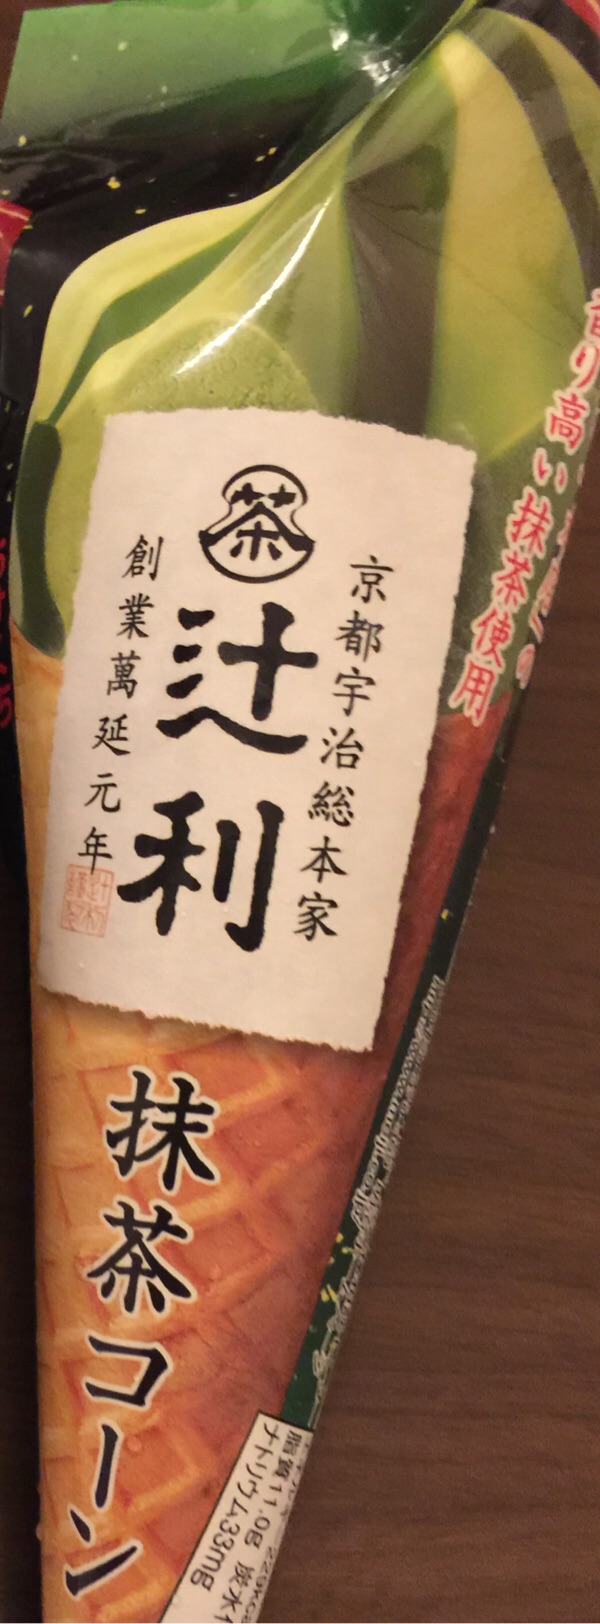 茶
京都宇治総本家
辻利
創業萬延元年
抹茶コーン
香り高い抹茶使用
脂質11.0g 炭水
ナトリウム33mg